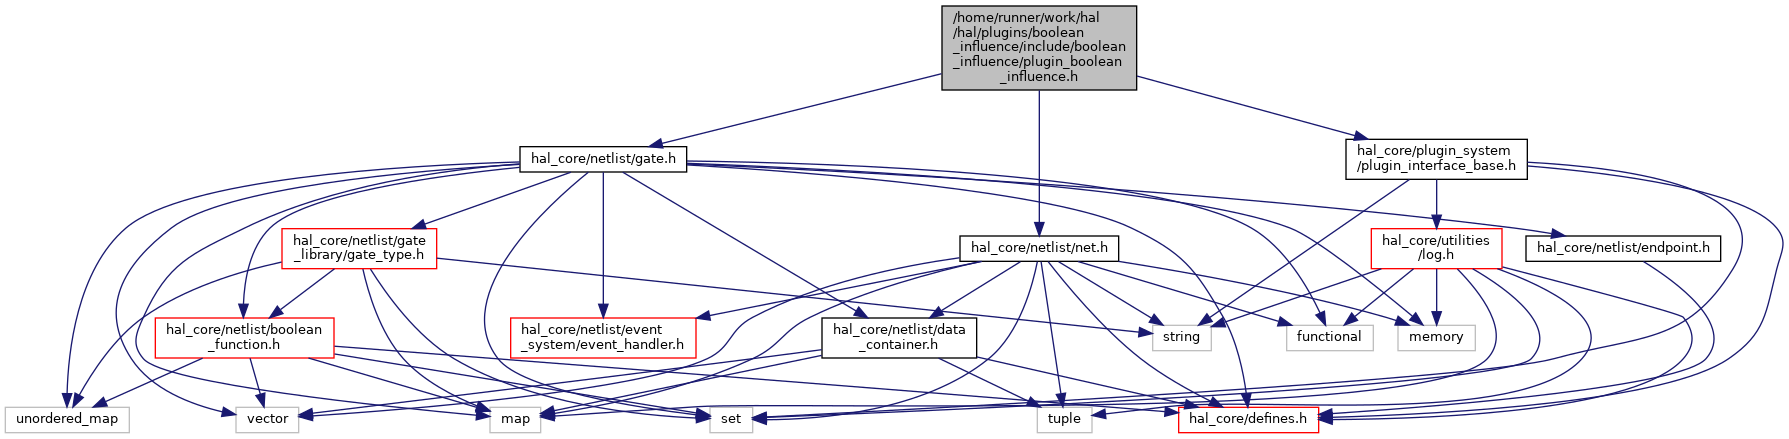 /home/runner/work/hal
/hal/plugins/boolean
_influence/include/boolean
_influence/plugin_boolean
_influence.h
hal_core/netlist/gate.h
hal_core/plugin_system
/plugin_interface_base.h
hal_core/netlist/gate
_library/gate_type.h
hal_core/netlist/net.h
hal_core/utilities
/log.h
hal_core/netlist/endpoint.h
hal_core/netlist/boolean
_function.h
hal_core/netlist/event
_system/event_handler.h
hal_core/netlist/data
_container.h
string
functional
memory
unordered_map
vector
map
set
tuple
hal_core/defines.h